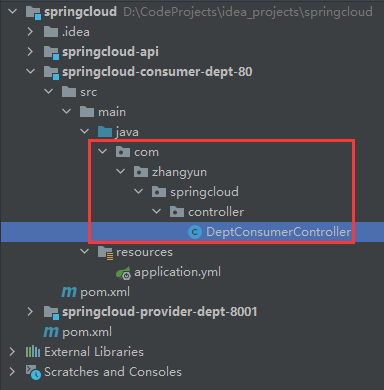 springcloud D:\CodeProjects\idea_projects\springcloud
.idea
springcloud-api
springcloud-consumer-dept-80
src
main
java
com
zhangyun
springcloud
controller
DeptConsumerController
resources
application.yml
pom.xml
springcloud-provider-dept-8001
pom.xml
External Libraries
Scratches and Consoles